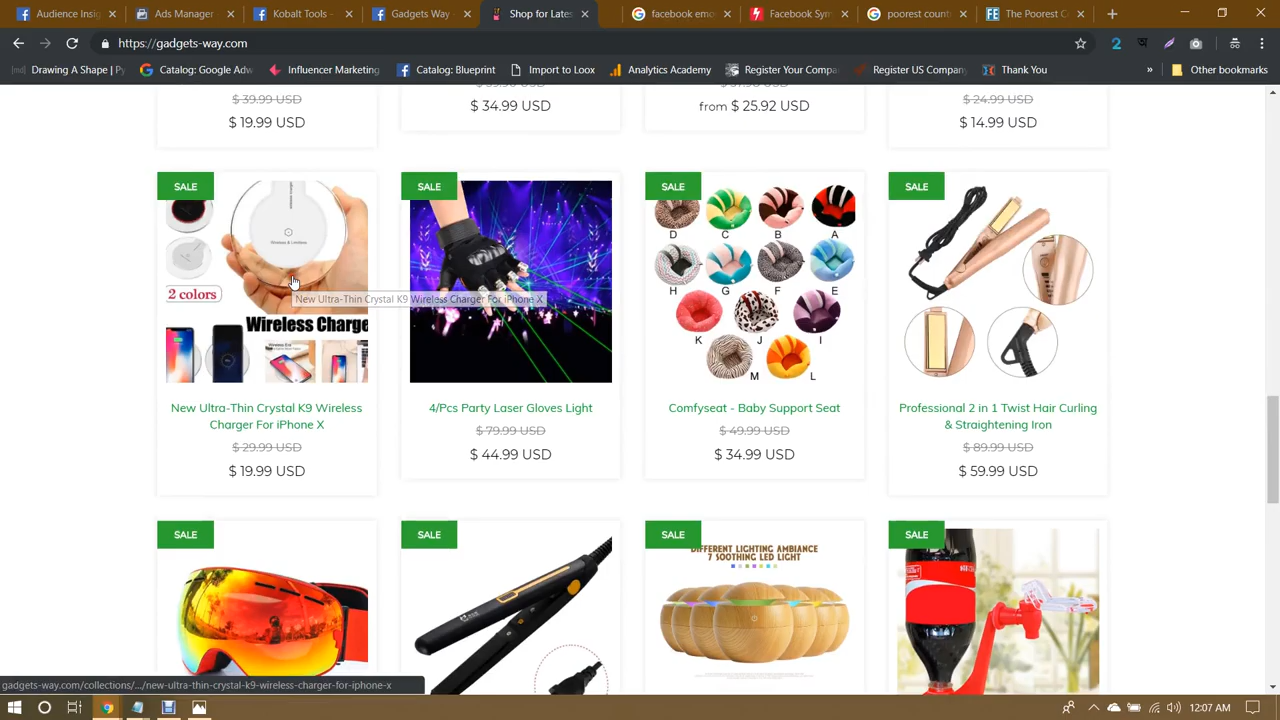 Audience Insig
Ads Manager
Kobalt Tools -
Gadgets Way -
Shop for Lates
facebook emo
Facebook Sym
poorest count
The Poorest C
https://gadgets-way.com
Drawing A Shape | Py
Catalog: Google Adw
Influencer Marketing
Catalog: Blueprint
Import to Loox
Analytics Academy
Register Your Compa
Register US Company
Thank You
»
Other bookmarks
$ 39.99 USD
$ 19.99 USD
$ 34.99 USD
from $ 25.92 USD
$ 24.99 USD
$ 14.99 USD
SALE
SALE
SALE
SALE
2 colors
Wireless Charge
New Ultra-Thin Crystal K9 Wireless Charger For iPhone X
D C B A
H G F E
K J I
M L
New Ultra-Thin Crystal K9 Wireless
Charger For iPhone X
$ 29.99 USD
$ 19.99 USD
4/Pcs Party Laser Gloves Light
$ 79.99 USD
$ 44.99 USD
Comfyseat - Baby Support Seat
$ 49.99 USD
$ 34.99 USD
Professional 2 in 1 Twist Hair Curling
& Straightening Iron
$ 89.99 USD
$ 59.99 USD
SALE
SALE
SALE
SALE
DIFFERENT LIGHTING AMBIANCE
7 SOOTHING LED LIGHT
gadgets-way.com/collections/.../new-ultra-thin-crystal-k9-wireless-charger-for-iphone-x
12:07 AM